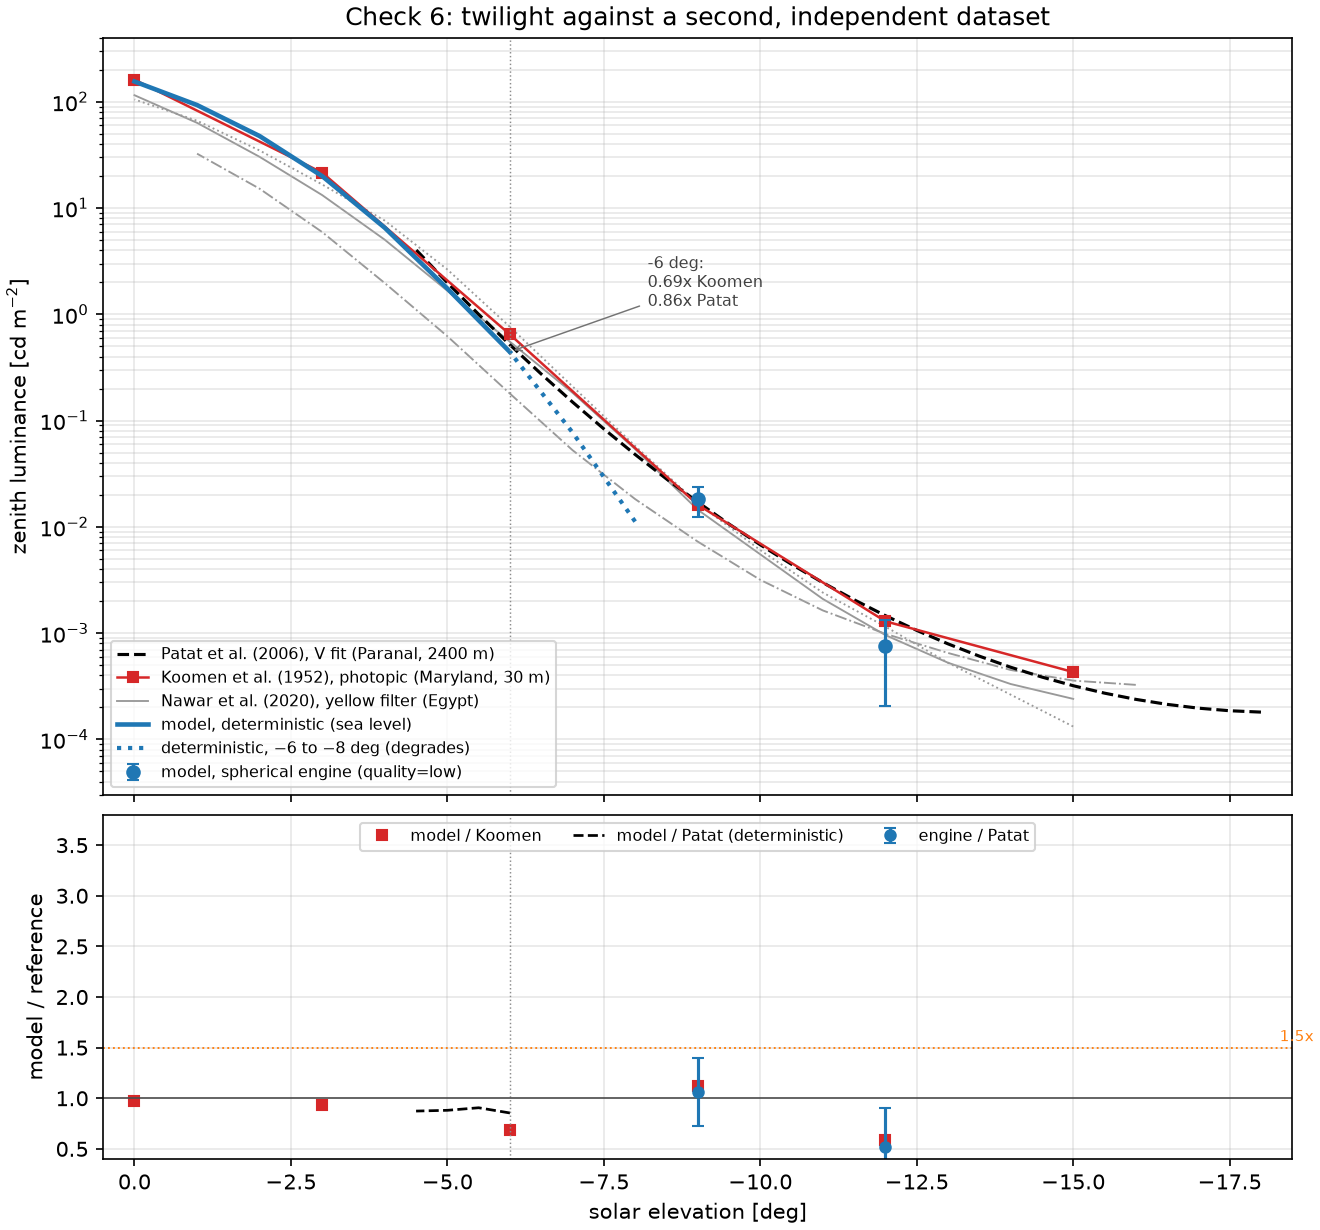 Check 6: twilight against a second, independent dataset
zenith luminance [cd m⁻²]
10²
10¹
10⁰
10⁻¹
10⁻²
10⁻³
10⁻⁴
-6 deg:
0.69x Koomen
0.86x Patat
Patat et al. (2006), V fit (Paranal, 2400 m)
Koomen et al. (1952), photopic (Maryland, 30 m)
Nawar et al. (2020), yellow filter (Egypt)
model, deterministic (sea level)
deterministic, −6 to −8 deg (degrades)
model, spherical engine (quality=low)
model / Koomen
model / Patat (deterministic)
engine / Patat
model / reference
3.5
3.0
2.5
2.0
1.5
1.0
0.5
1.5x
0.0
−2.5
−5.0
−7.5
−10.0
−12.5
−15.0
−17.5
solar elevation [deg]